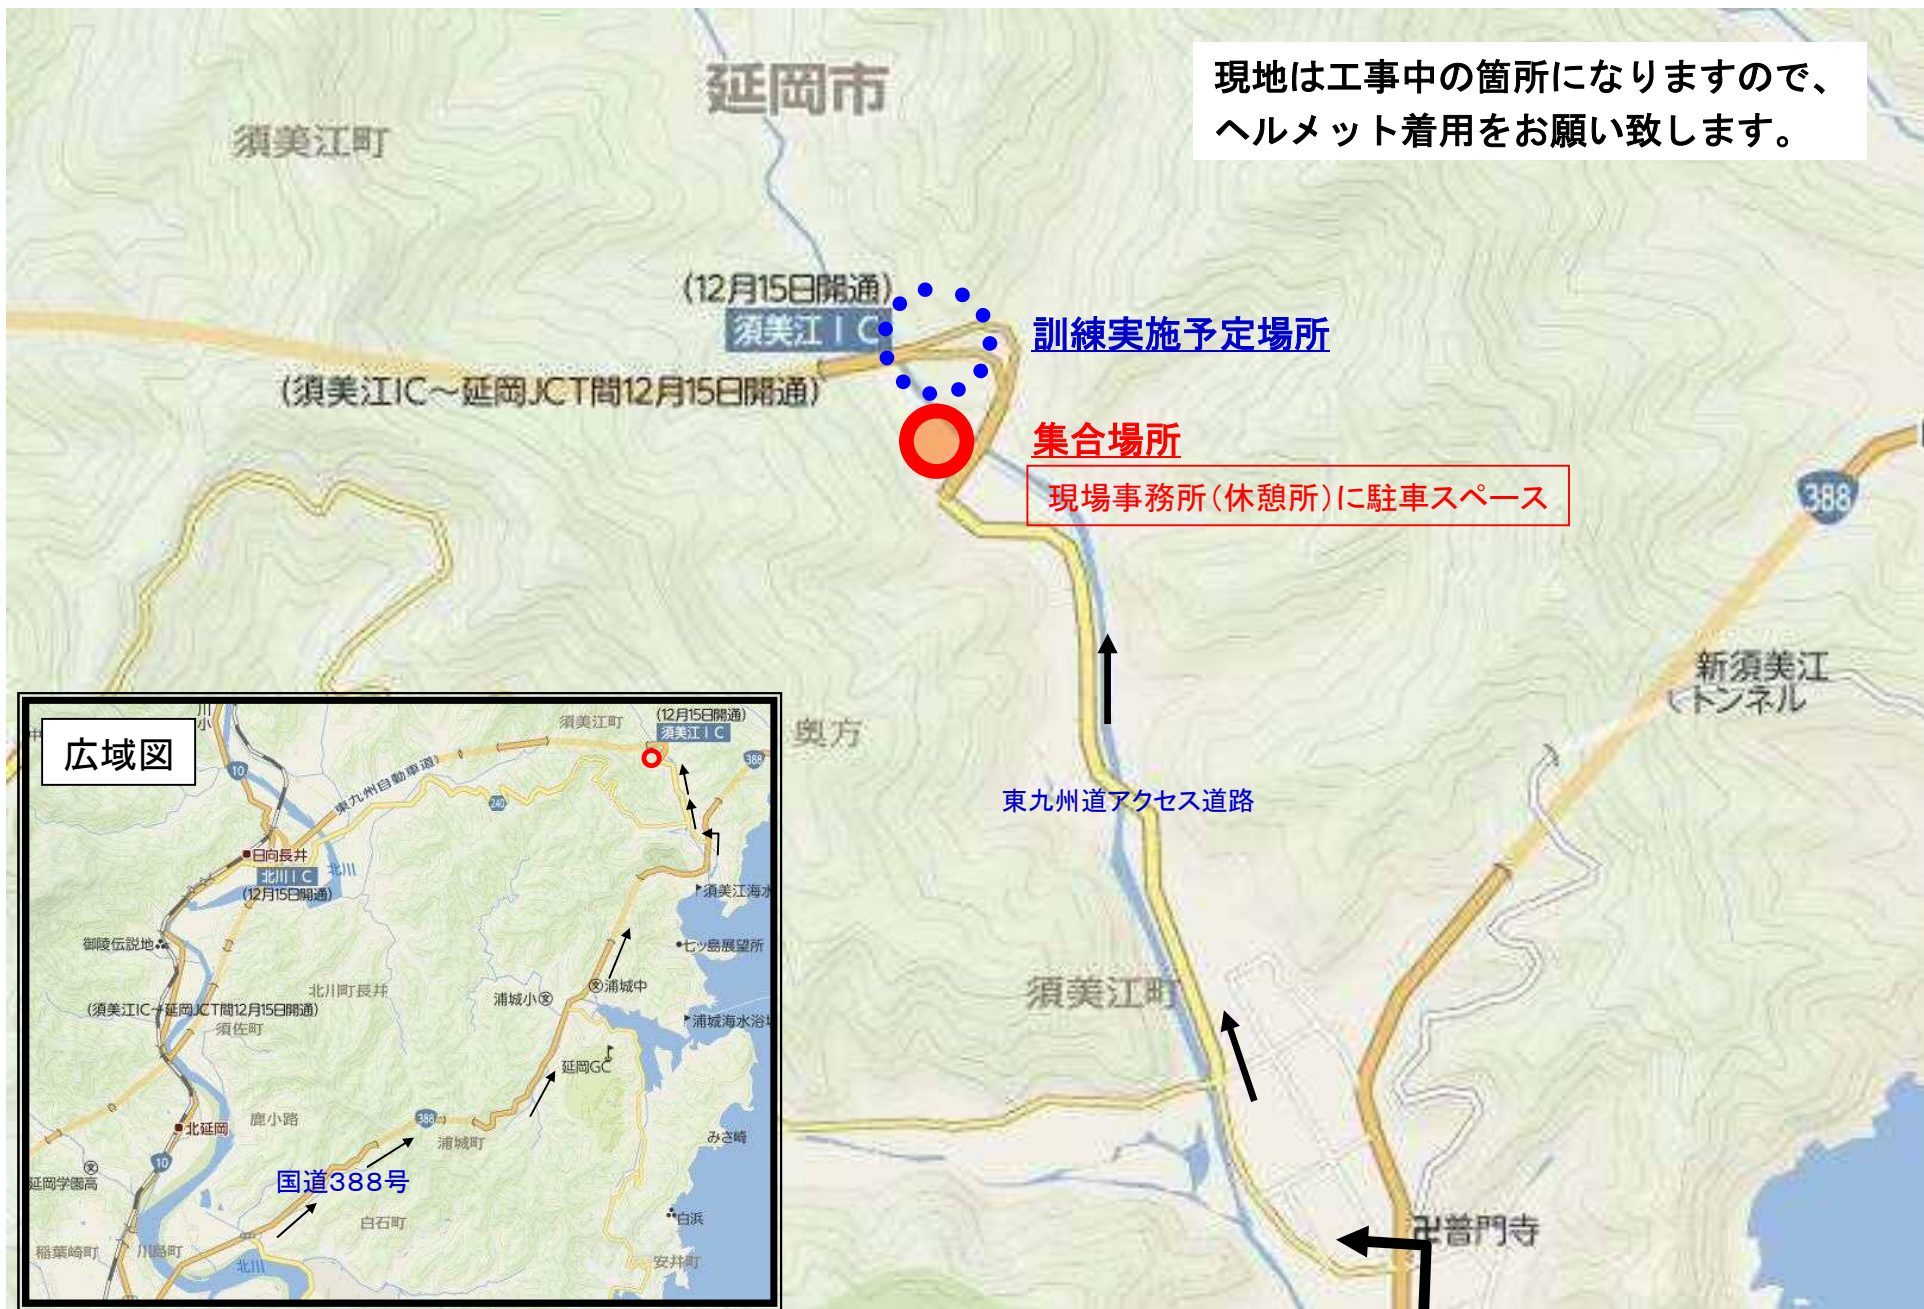 延岡市
現地は工事中の箇所になりますので、
ヘルメット着用をお願い致します。
須美江町
(12月15日開通)
須美江IC
訓練実施予定場所
(須美江IC～延岡JCT間12月15日開通)
集合場所
現場事務所(休憩所)に駐車スペース
388
新須美江
トンネル
奥方
東九州道アクセス道路
須美江町
卍普門寺
広域図
川小
須美江町
(12月15日開通)
須美江IC
10
388
東九州自動車道
240
日向長井
北川IC
北川
(12月15日開通)
須美江海水
御陵伝説地
七ッ島展望所
北川町長井
浦城小
浦城中
(須美江IC～延岡JCT間12月15日開通)
須佐町
浦城海水浴
延岡GC
鹿小路
388
北延岡
浦城町
みさ崎
10
延岡学園高
国道388号
白石町
白浜
稲葉崎町
川島町
北川
安井町